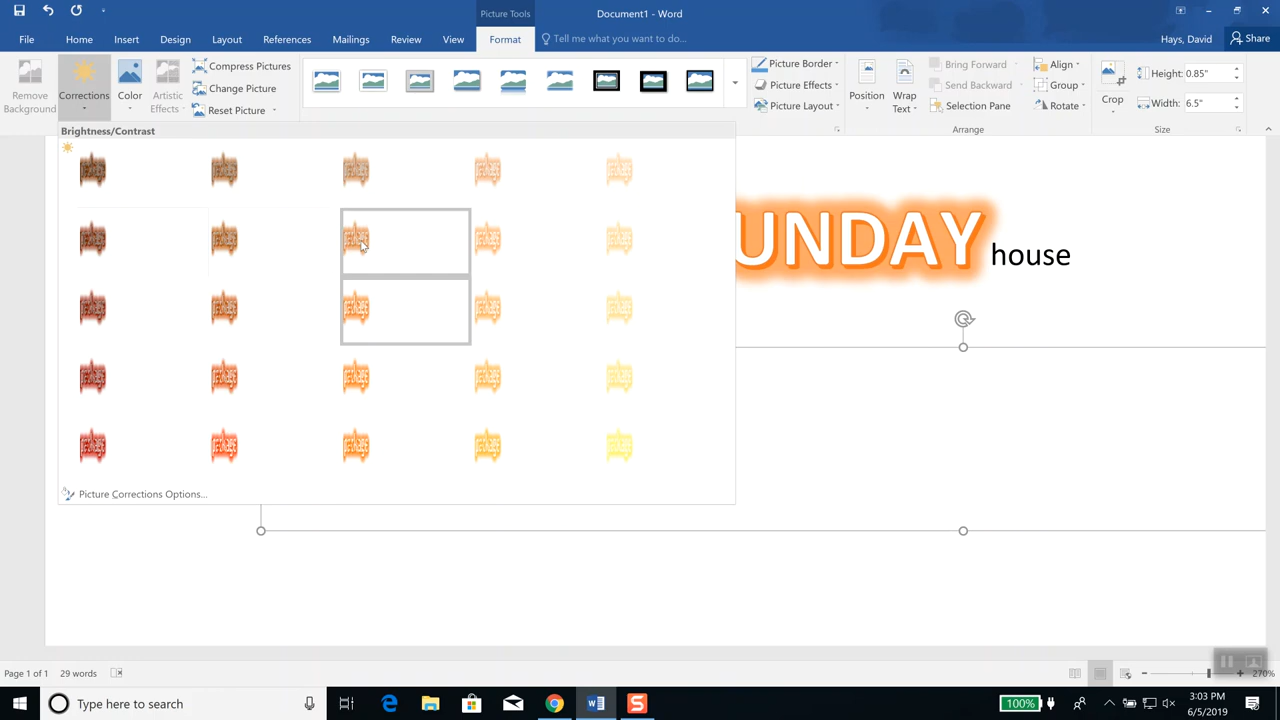 Picture Tools
Document1 - Word
File Home Insert Design Layout References Mailings Review View Format Tell me what you want to do... Hays, David Share
Remove Background
Corrections
Color
Artistic Effects
Compress Pictures
Change Picture
Reset Picture
Picture Border
Picture Effects
Picture Layout
Position
Wrap Text
Bring Forward
Send Backward
Selection Pane
Align
Group
Rotate
Arrange
Crop
Height: 0.85"
Width: 6.5"
Size
Brightness/Contrast
Picture Corrections Options...
UNDAY house
Page 1 of 1 29 words
270%
Type here to search
100%
3:03 PM
6/5/2019